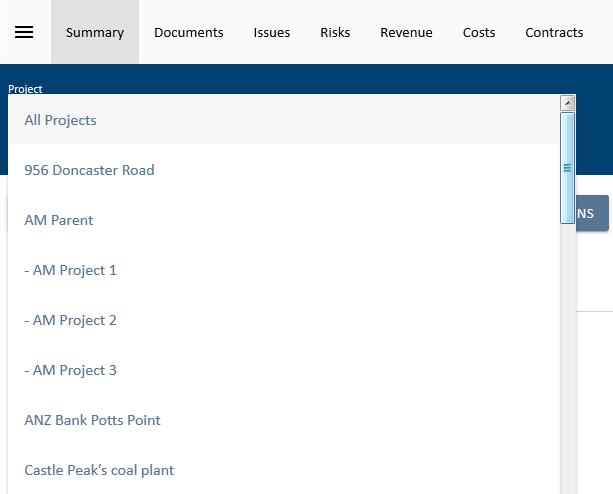 Summary Documents Issues Risks Revenue Costs Contracts
Project
All Projects
956 Doncaster Road
AM Parent
NS
- AM Project 1
- AM Project 2
- AM Project 3
ANZ Bank Potts Point
Castle Peak’s coal plant